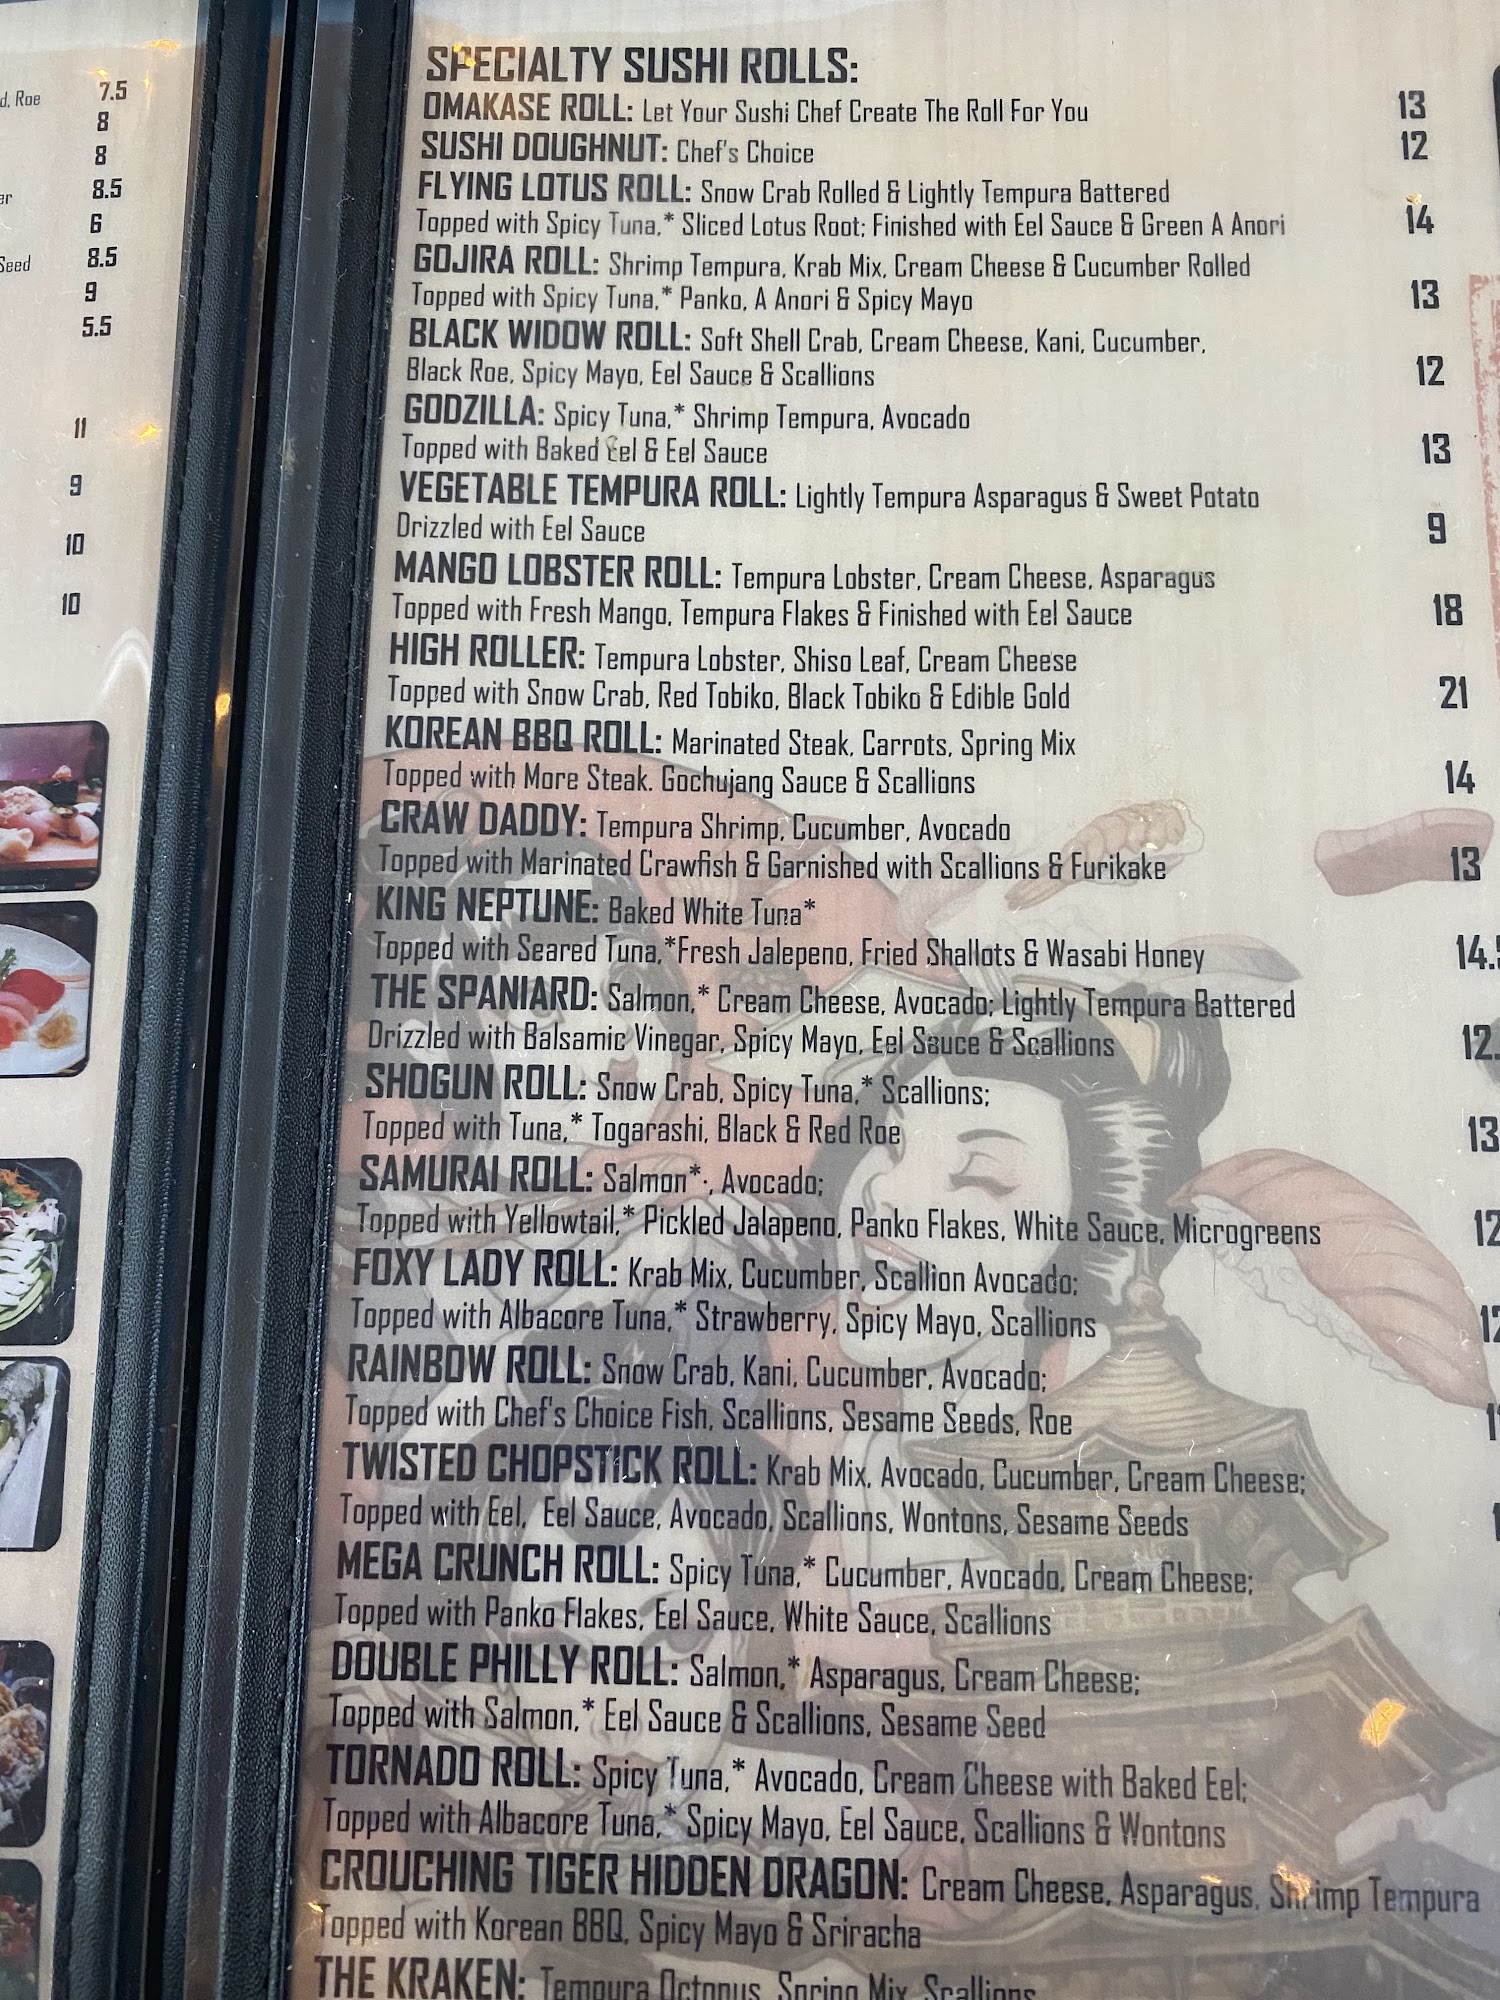 d, Roe 7.5
8
8
er 8.5
6
Seed 8.5
9
5.5
11
9
10
10
SPECIALTY SUSHI ROLLS:
OMAKASE ROLL: Let Your Sushi Chef Create The Roll For You 13
SUSHI DOUGHNUT: Chef's Choice 12
FLYING LOTUS ROLL: Snow Crab Rolled & Lightly Tempura Battered
Topped with Spicy Tuna,* Sliced Lotus Root; Finished with Eel Sauce & Green A Anori 14
GOJIRA ROLL: Shrimp Tempura, Krab Mix, Cream Cheese & Cucumber Rolled
Topped with Spicy Tuna,* Panko, A Anori & Spicy Mayo 13
BLACK WIDOW ROLL: Soft Shell Crab, Cream Cheese, Kani, Cucumber,
Black Roe, Spicy Mayo, Eel Sauce & Scallions 12
GODZILLA: Spicy Tuna,* Shrimp Tempura, Avocado
Topped with Baked Eel & Eel Sauce 13
VEGETABLE TEMPURA ROLL: Lightly Tempura Asparagus & Sweet Potato
Drizzled with Eel Sauce 9
MANGO LOBSTER ROLL: Tempura Lobster, Cream Cheese, Asparagus
Topped with Fresh Mango, Tempura Flakes & Finished with Eel Sauce 18
HIGH ROLLER: Tempura Lobster, Shiso Leaf, Cream Cheese
Topped with Snow Crab, Red Tobiko, Black Tobiko & Edible Gold 21
KOREAN BBQ ROLL: Marinated Steak, Carrots, Spring Mix
Topped with More Steak. Gochujang Sauce & Scallions 14
CRAW DADDY: Tempura Shrimp, Cucumber, Avocado
Topped with Marinated Crawfish & Garnished with Scallions & Furikake 13
KING NEPTUNE: Baked White Tuna*
Topped with Seared Tuna,*Fresh Jalepeno, Fried Shallots & Wasabi Honey 14.5
THE SPANIARD: Salmon,* Cream Cheese, Avocado; Lightly Tempura Battered
Drizzled with Balsamic Vinegar, Spicy Mayo, Eel Sauce & Scallions 12.
SHOGUN ROLL: Snow Crab, Spicy Tuna,* Scallions;
Topped with Tuna,* Togarashi, Black & Red Roe 13
SAMURAI ROLL: Salmon*·, Avocado;
Topped with Yellowtail,* Pickled Jalapeno, Panko Flakes, White Sauce, Microgreens 12
FOXY LADY ROLL: Krab Mix, Cucumber, Scallion Avocado;
Topped with Albacore Tuna,* Strawberry, Spicy Mayo, Scallions 12
RAINBOW ROLL: Snow Crab, Kani, Cucumber, Avocado;
Topped with Chef's Choice Fish, Scallions, Sesame Seeds, Roe
TWISTED CHOPSTICK ROLL: Krab Mix, Avocado, Cucumber, Cream Cheese;
Topped with Eel, Eel Sauce, Avocado, Scallions, Wontons, Sesame Seeds
MEGA CRUNCH ROLL: Spicy Tuna,* Cucumber, Avocado, Cream Cheese;
Topped with Panko Flakes, Eel Sauce, White Sauce, Scallions
DOUBLE PHILLY ROLL: Salmon,* Asparagus, Cream Cheese;
Topped with Salmon,* Eel Sauce & Scallions, Sesame Seed
TORNADO ROLL: Spicy Tuna,* Avocado, Cream Cheese with Baked Eel;
Topped with Albacore Tuna,* Spicy Mayo, Eel Sauce, Scallions & Wontons
CROUCHING TIGER HIDDEN DRAGON: Cream Cheese, Asparagus, Shrimp Tempura
Topped with Korean BBQ, Spicy Mayo & Sriracha
THE KRAKEN: Tempura Octopus, Spring Mix, Scallions